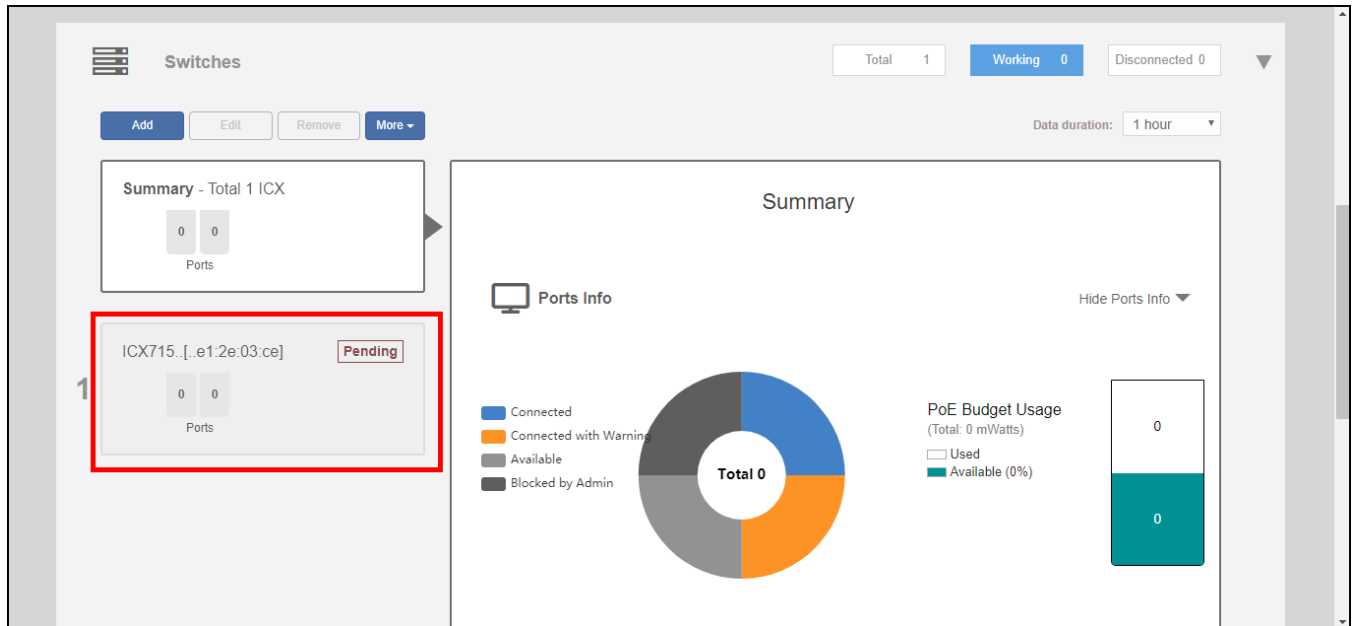 Switches
Total 1
Working 0
Disconnected 0
Add
Edit
Remove
More
Data duration: 1 hour
Summary - Total 1 ICX
0 0
Ports
1
ICX715..[..e1:2e:03:ce] Pending
0 0
Ports
Summary
Ports Info
Hide Ports Info
Connected
Connected with Warning
Available
Blocked by Admin
Total 0
PoE Budget Usage
(Total: 0 mWatts)
Used
Available (0%)
0
0